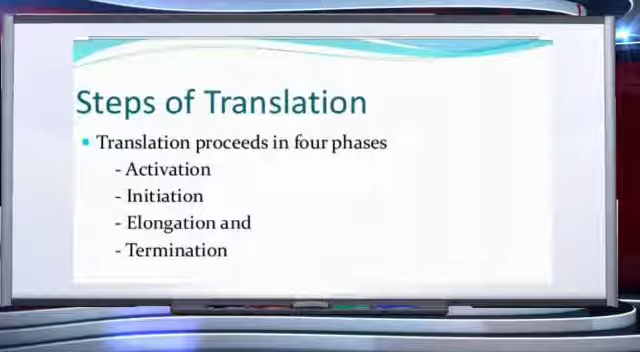 Steps of Translation
Translation proceeds in four phases
- Activation
- Initiation
- Elongation and
- Termination